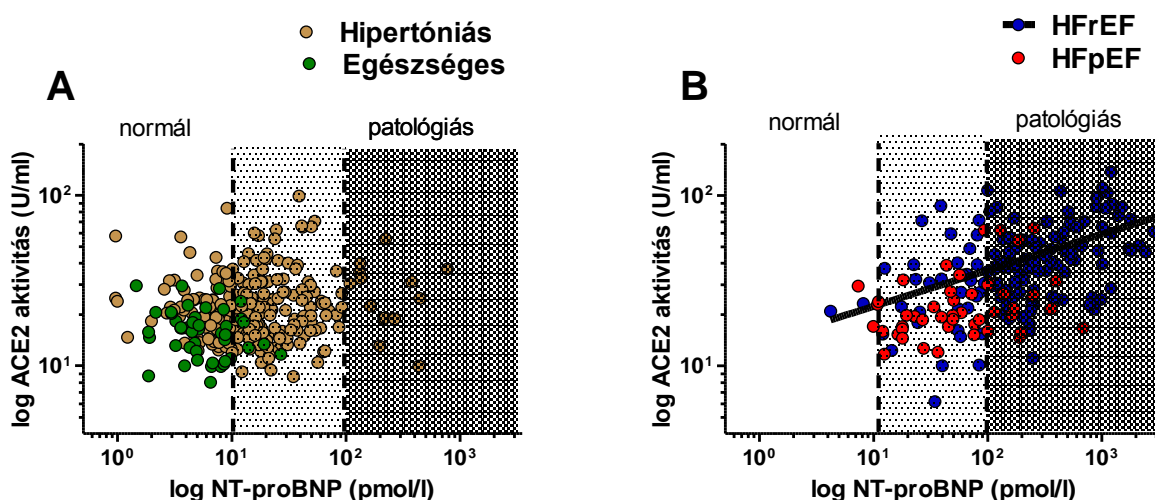 Hipertóniás
Egészséges
A
normál
patológiás
log ACE2 aktivitás (U/ml)
10²
10¹
10⁰
10¹
10²
10³
log NT-proBNP (pmol/l)
HFrEF
HFpEF
B
normál
patológiás
log ACE2 aktivitás (U/ml)
10²
10¹
10⁰
10¹
10²
10³
log NT-proBNP (pmol/l)